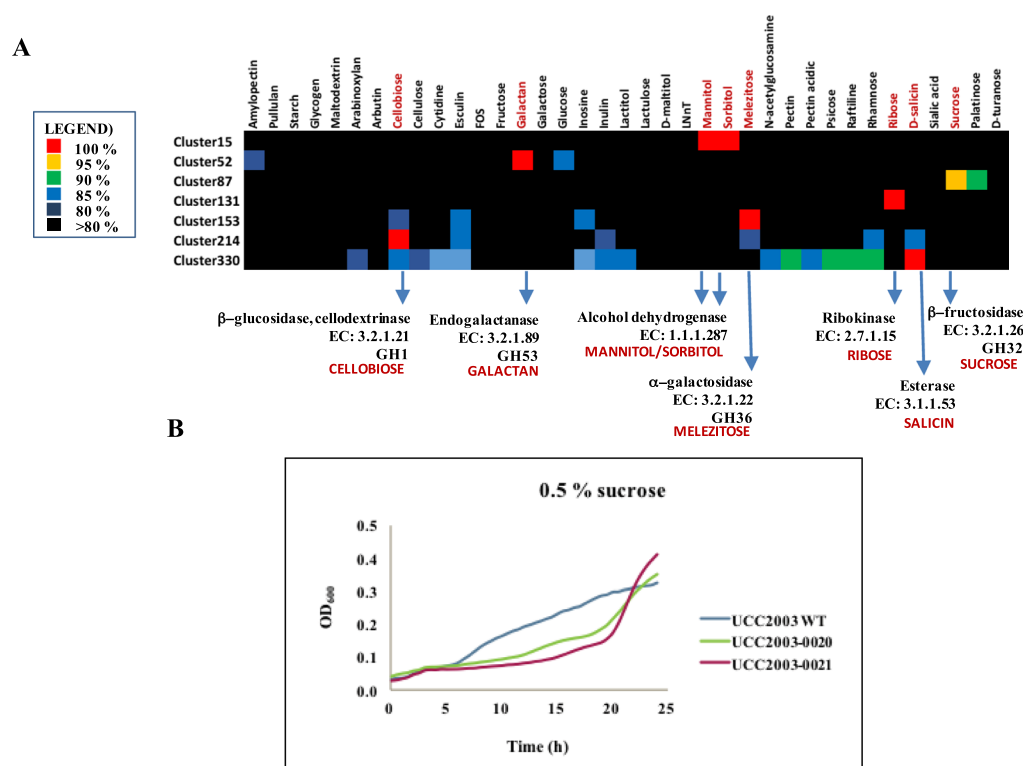 A
Amylopectin
Pullulan
Starch
Glycogen
Maltodextrin
Arabinoxylan
Arbutin
Cellobiose
Cellulose
Cytidine
Esculin
FOS
Fructose
Galactan
Galactose
Glucose
Inosine
Inulin
Lactitol
Lactulose
D-maltitol
LNnT
Mannitol
Sorbitol
Melezitose
N-acetylglucosamine
Pectin
Pectin acidic
Psicose
Raftiline
Rhamnose
Ribose
D-salicin
Sialic acid
Sucrose
Palatinose
D-turanose
LEGEND)
100 %
95 %
90 %
85 %
80 %
>80 %
Cluster15
Cluster52
Cluster87
Cluster131
Cluster153
Cluster214
Cluster330
β–glucosidase, cellodextrinase
EC: 3.2.1.21
GH1
CELLOBIOSE
Endogalactanase
EC: 3.2.1.89
GH53
GALACTAN
Alcohol dehydrogenase
EC: 1.1.1.287
MANNITOL/SORBITOL
α–galactosidase
EC: 3.2.1.22
GH36
MELEZITOSE
Ribokinase
EC: 2.7.1.15
RIBOSE
Esterase
EC: 3.1.1.53
SALICIN
β–fructosidase
EC: 3.2.1.26
GH32
SUCROSE
B
0.5 % sucrose
OD600
0.5
0.4
0.3
0.2
0.1
0.0
0 5 10 15 20 25
Time (h)
UCC2003 WT
UCC2003-0020
UCC2003-0021